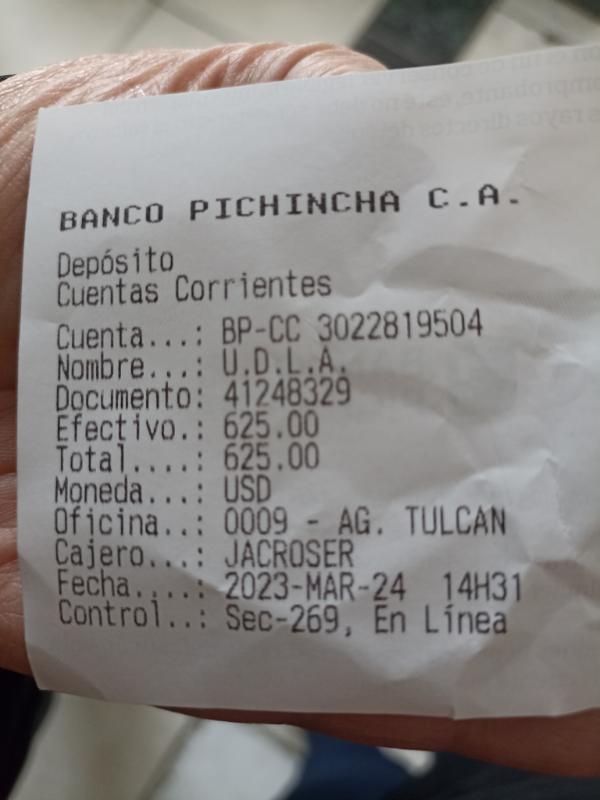 BANCO PICHINCHA C.A.
Depósito
Cuentas Corrientes
Cuenta...: BP-CC 3022819504
Nombre...: U.D.L.A.
Documento: 41248329
Efectivo.: 625.00
Total....: 625.00
Moneda...: USD
Oficina..: 0009 - AG. TULCAN
Cajero...: JACROSER
Fecha....: 2023-MAR-24 14H31
Control..: Sec-269, En Línea